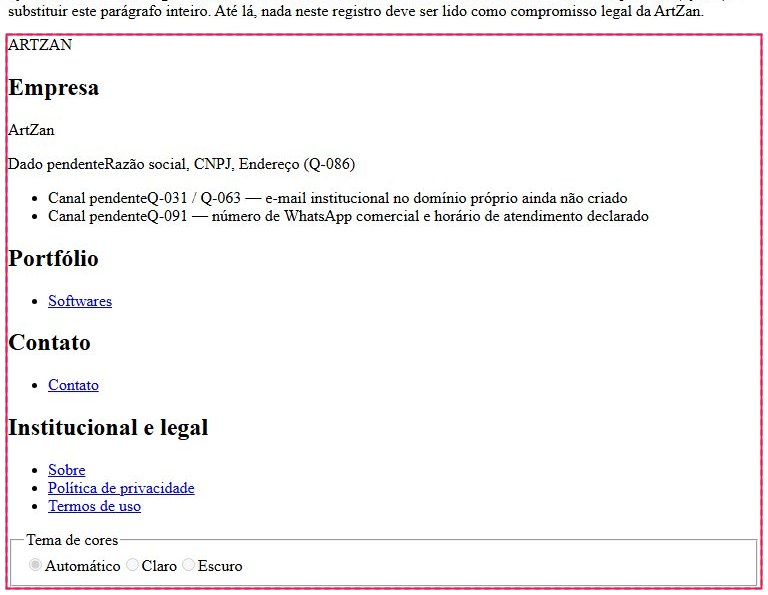 substituir este parágrafo inteiro. Até lá, nada neste registro deve ser lido como compromisso legal da ArtZan.
ARTZAN
Empresa
ArtZan
Dado pendenteRazão social, CNPJ, Endereço (Q-086)
Canal pendenteQ-031 / Q-063 — e-mail institucional no domínio próprio ainda não criado
Canal pendenteQ-091 — número de WhatsApp comercial e horário de atendimento declarado
Portfólio
Softwares
Contato
Contato
Institucional e legal
Sobre
Política de privacidade
Termos de uso
Tema de cores
Automático Claro Escuro